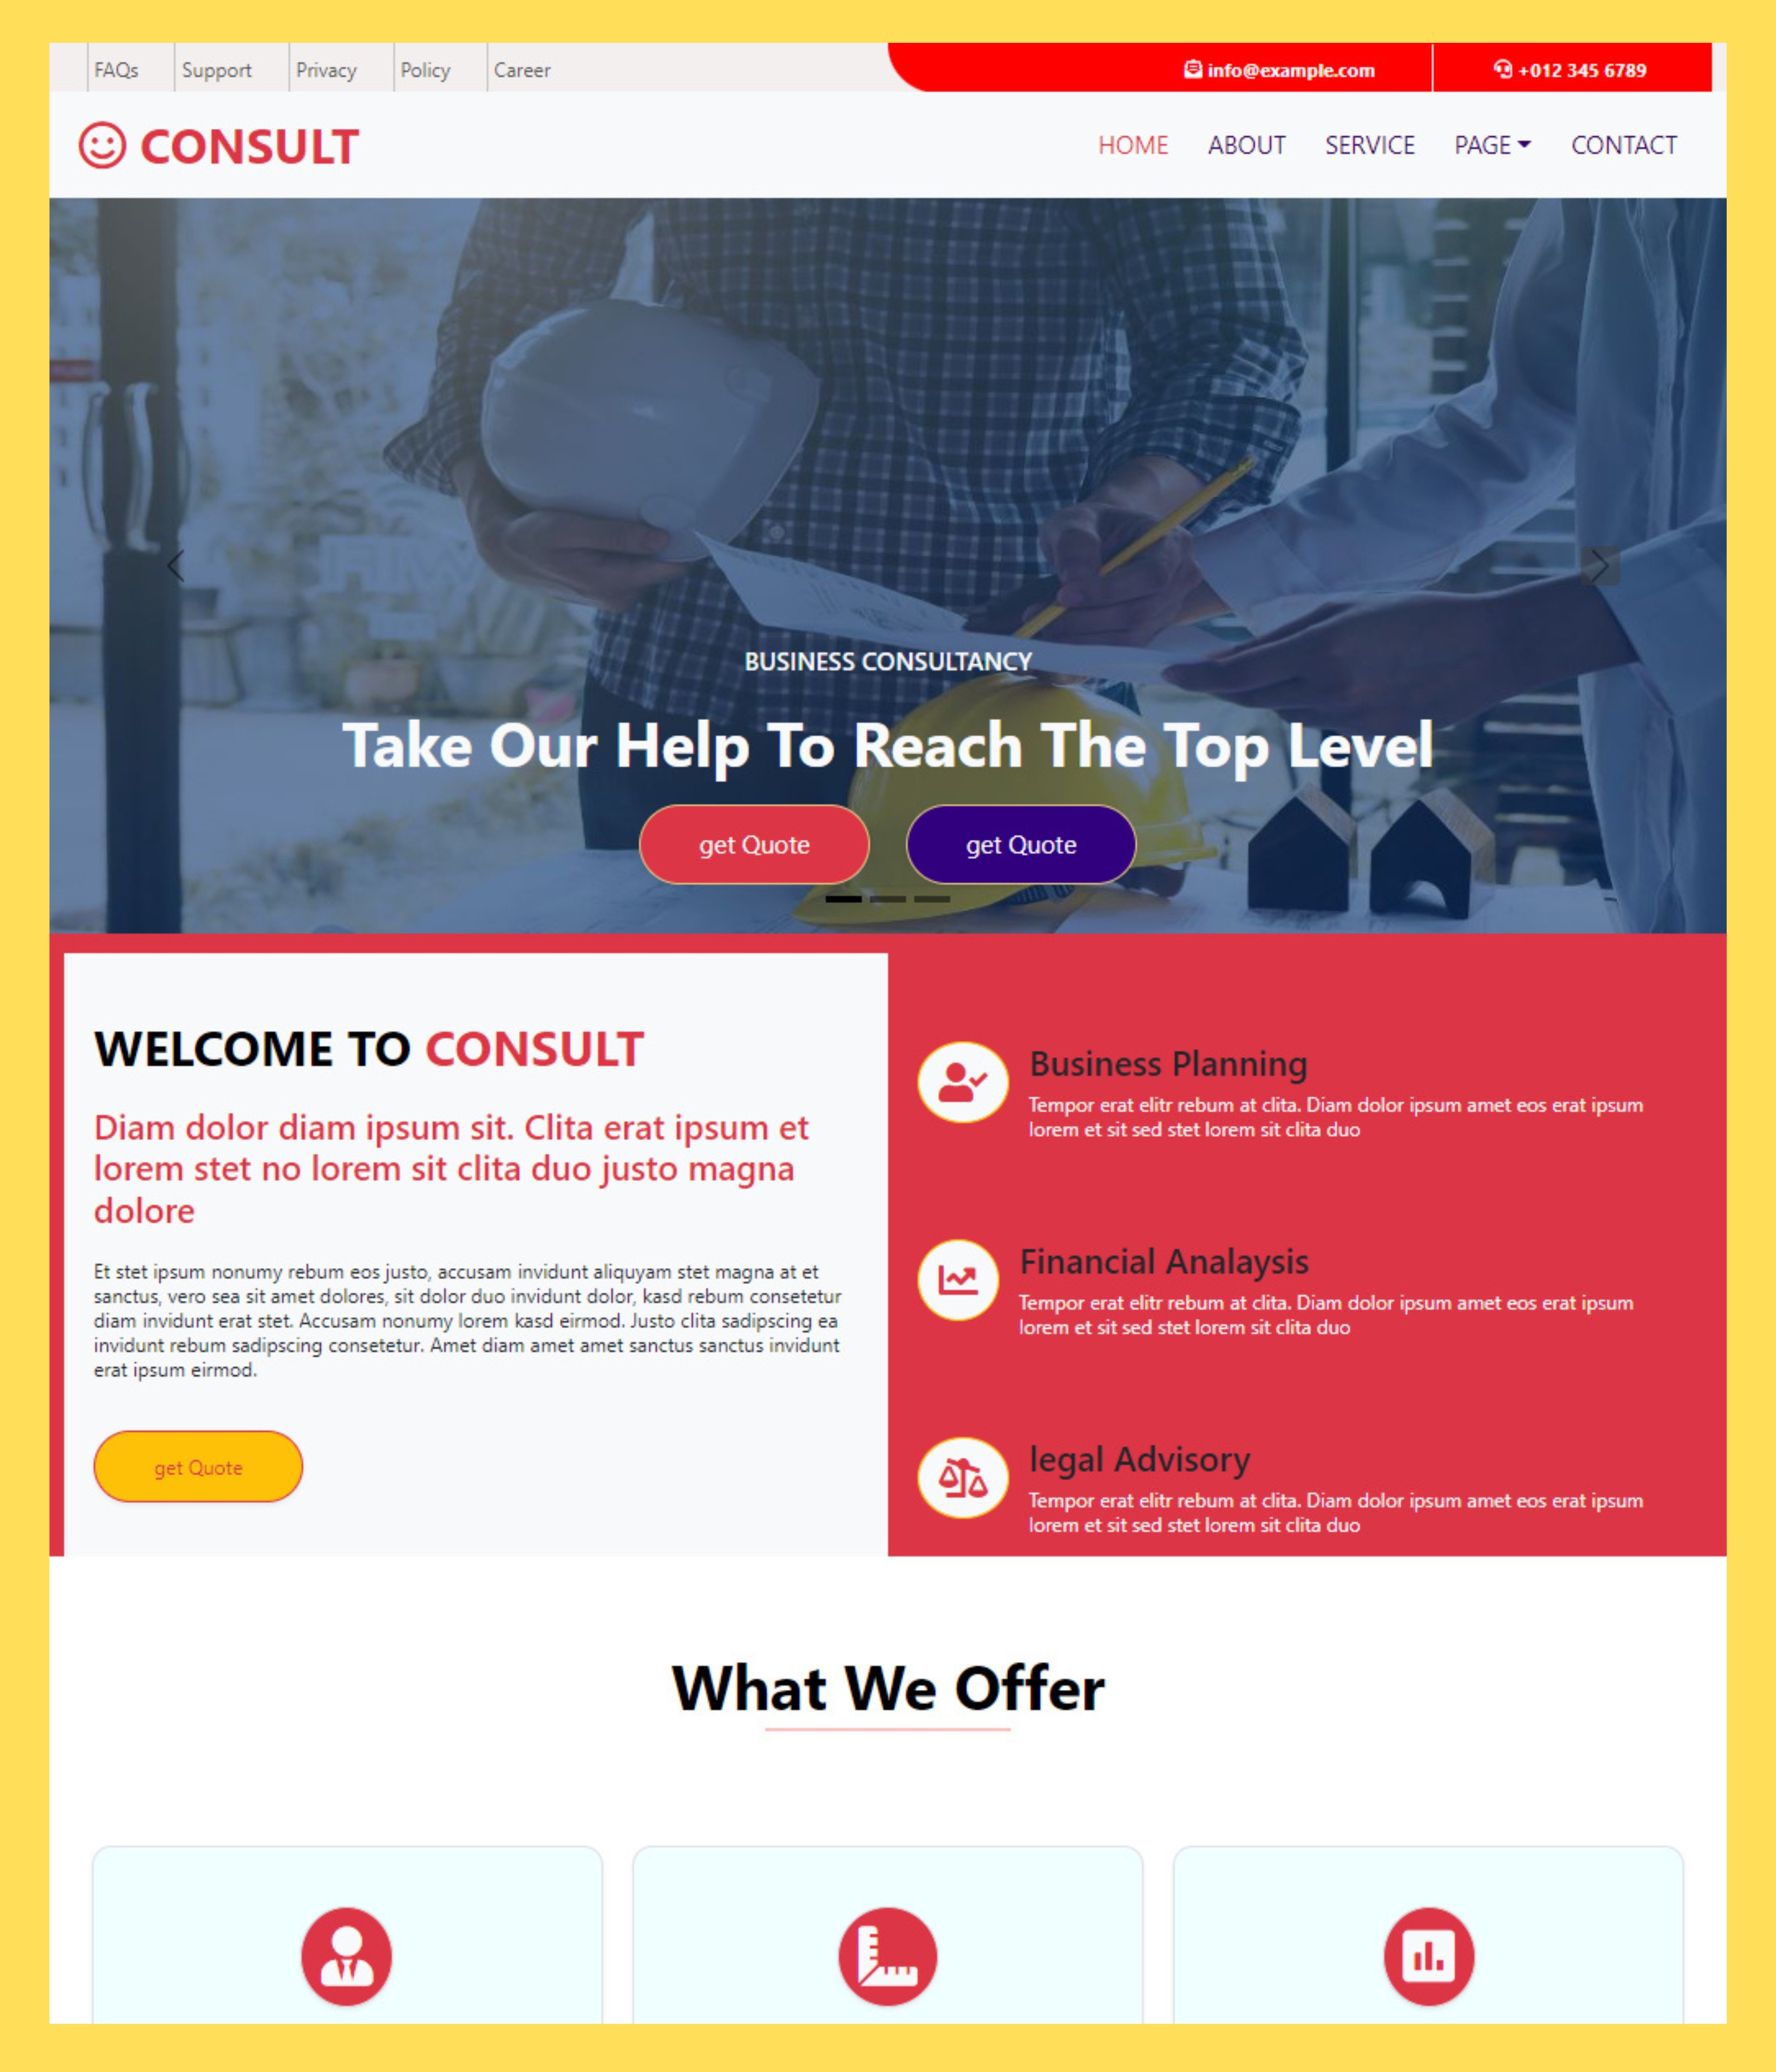 FAQs Support Privacy Policy Career info@example.com +012 345 6789
CONSULT HOME ABOUT SERVICE PAGE CONTACT
BUSINESS CONSULTANCY
Take Our Help To Reach The Top Level
get Quote get Quote
WELCOME TO CONSULT
Diam dolor diam ipsum sit. Clita erat ipsum et
lorem stet no lorem sit clita duo justo magna
dolore
Et stet ipsum nonumy rebum eos justo, accusam invidunt aliquyam stet magna at et
sanctus, vero sea sit amet dolores, sit dolor duo invidunt dolor, kasd rebum consetetur
diam invidunt erat stet. Accusam nonumy lorem kasd eirmod. Justo clita sadipscing ea
invidunt rebum sadipscing consetetur. Amet diam amet amet sanctus sanctus invidunt
erat ipsum eirmod.
get Quote
Business Planning
Tempor erat elitr rebum at clita. Diam dolor ipsum amet eos erat ipsum
lorem et sit sed stet lorem sit clita duo
Financial Analaysis
Tempor erat elitr rebum at clita. Diam dolor ipsum amet eos erat ipsum
lorem et sit sed stet lorem sit clita duo
legal Advisory
Tempor erat elitr rebum at clita. Diam dolor ipsum amet eos erat ipsum
lorem et sit sed stet lorem sit clita duo
What We Offer